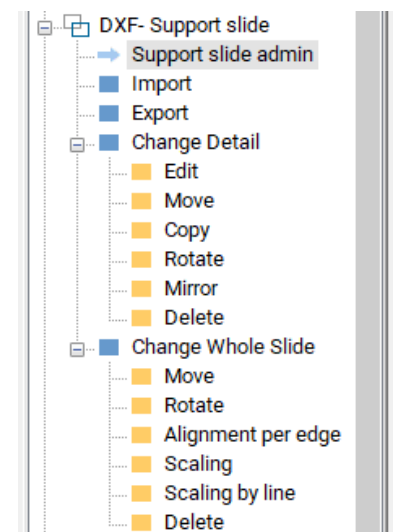 DXF- Support slide
Support slide admin
Import
Export
Change Detail
Edit
Move
Copy
Rotate
Mirror
Delete
Change Whole Slide
Move
Rotate
Alignment per edge
Scaling
Scaling by line
Delete